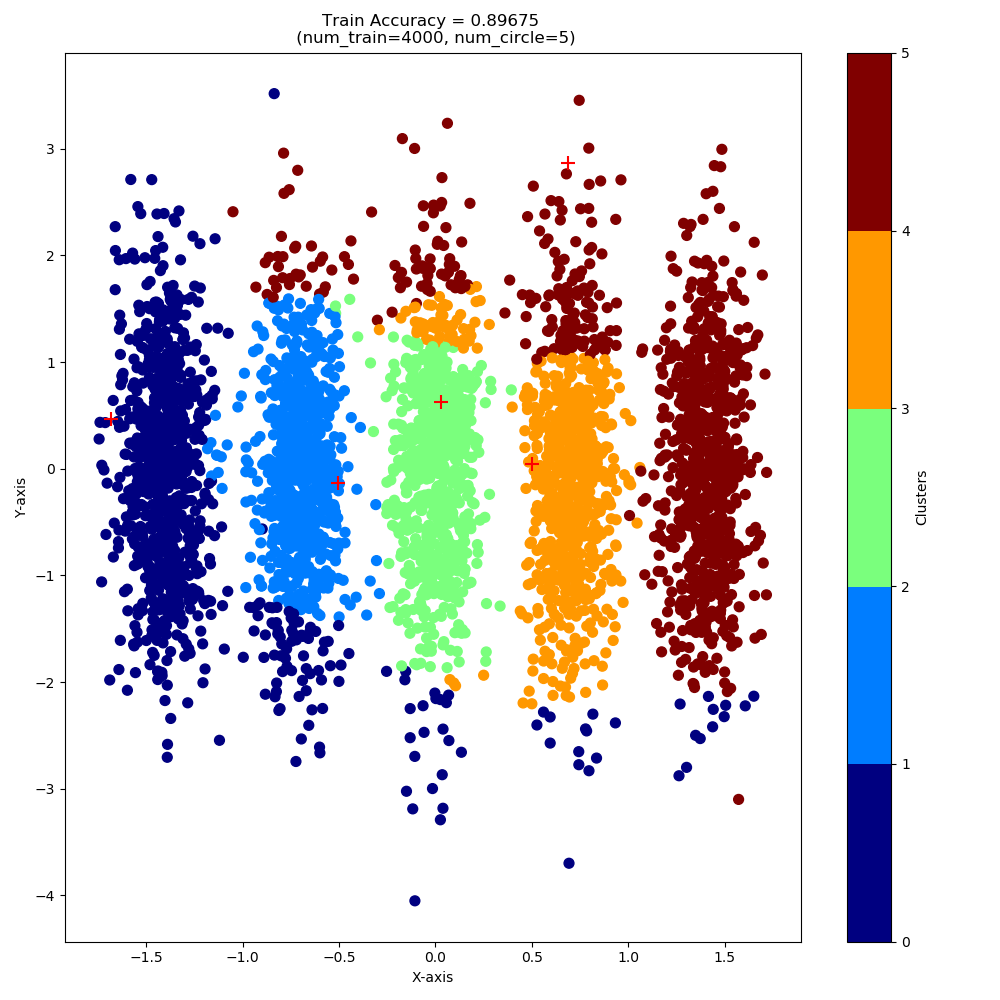 Train Accuracy = 0.89675
(num_train=4000, num_circle=5)
Y-axis
3
2
1
0
−1
−2
−3
−4
−1.5 −1.0 −0.5 0.0 0.5 1.0 1.5
X-axis
5
4
3
2
1
0
Clusters